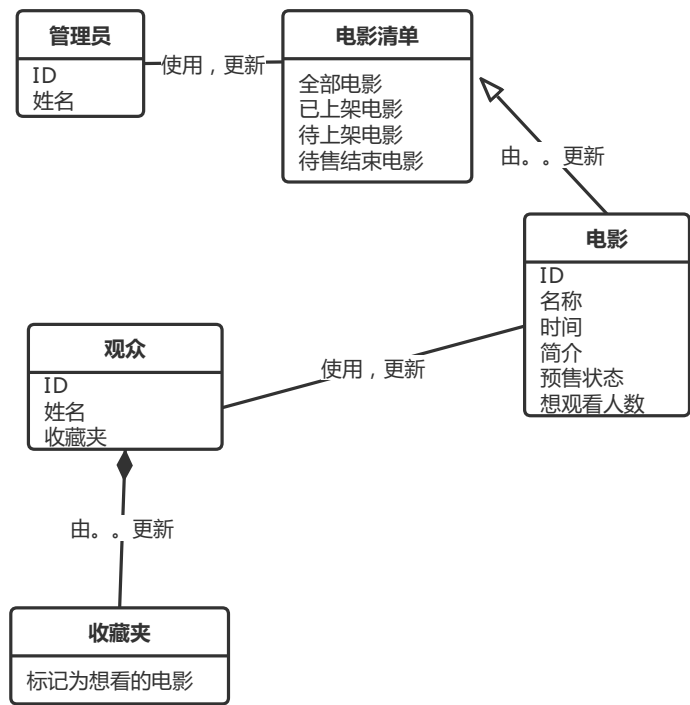 管理员
ID
姓名
使用，更新
电影清单
全部电影
已上架电影
待上架电影
待售结束电影
由。。更新
电影
ID
名称
时间
简介
预售状态
想观看人数
使用，更新
观众
ID
姓名
收藏夹
由。。更新
收藏夹
标记为想看的电影